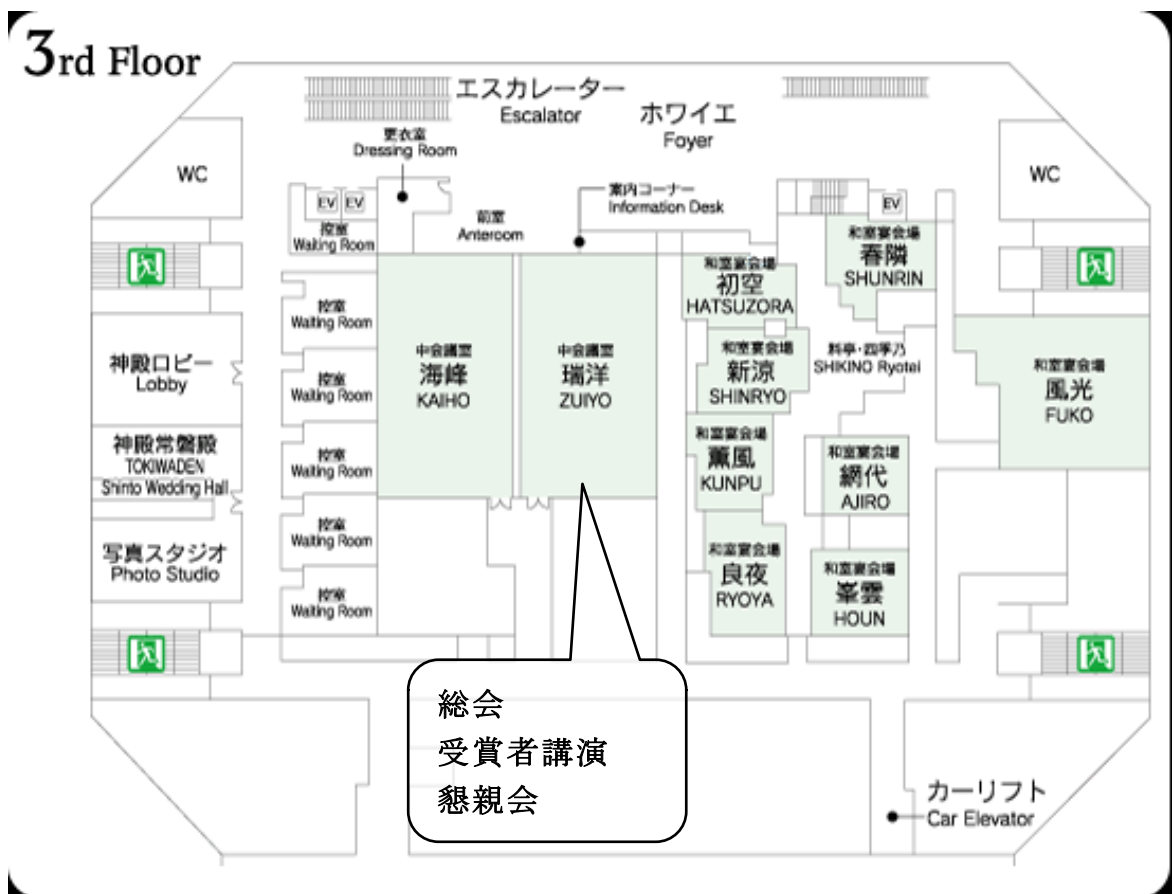 3rd Floor
エスカレーター
Escalator
ホワイエ
Foyer
更衣室
Dressing Room
WC
WC
案内コーナー
Information Desk
EV
EV
EV
前室
Anteroom
控室
Waiting Room
和室宴会場
春隣
SHUNRIN
和室宴会場
初空
HATSUZORA
控室
Waiting Room
中会議室
海峰
KAIHO
中会議室
瑞洋
ZUIYO
和室宴会場
新涼
SHINRYO
料亭・四季乃
SHIKINO Ryotei
和室宴会場
風光
FUKO
神殿ロビー
Lobby
控室
Waiting Room
神殿常磐殿
TOKIWADEN
Shinto Wedding Hall
控室
Waiting Room
和室宴会場
薫風
KUNPU
和室宴会場
網代
AJIRO
写真スタジオ
Photo Studio
控室
Waiting Room
和室宴会場
良夜
RYOYA
和室宴会場
峯雲
HOUN
控室
Waiting Room
総会
受賞者講演
懇親会
カーリフト
Car Elevator